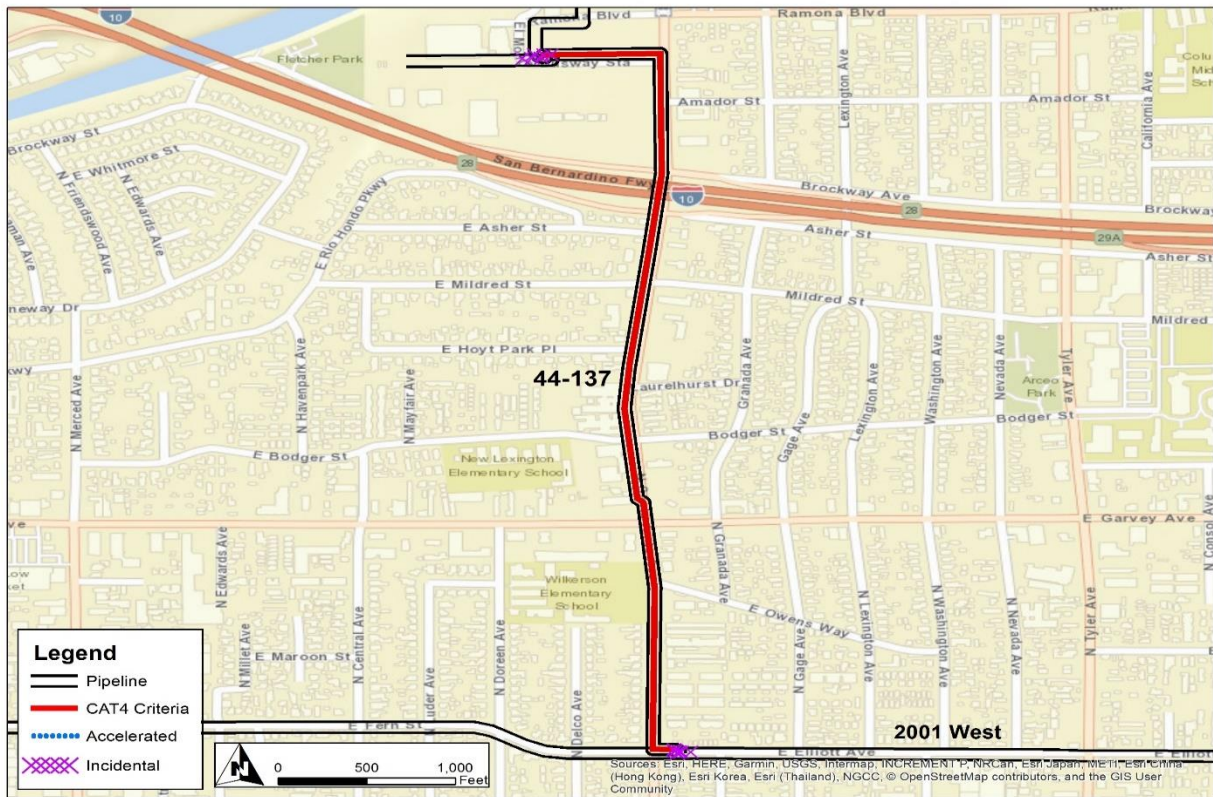 10
Ramona Blvd
Ramona Blvd
Fletcher Park
Amador St
Amador St
Lexington Ave
California Ave
Brockway St
E Whitmore St
N Friendswood Ave
N Edwards Ave
28
San Bernardino Fwy
10
Brockway Ave
28
Brockway
E Rio Hondo Pkwy
E Asher St
Asher St
29A
Asher St
E Mildred St
Mildred St
Mildred
E Hoyt Park Pl
44-137
Laurelhurst Dr
Granada Ave
Gage Ave
Lexington Ave
Washington Ave
Nevada Ave
Arceo
Park
Tyler Ave
N Merced Ave
N Havenpark Ave
N Mayfair Ave
E Bodger St
Bodger St
New Lexington
Elementary School
E Garvey Ave
N Edwards Ave
N Granada Ave
Wilkerson
Elementary
School
E Owens Way
E Maroon St
N Millet Ave
N Central Ave
N Doreen Ave
N Delco Ave
N Gage Ave
N Lexington Ave
N Washington Ave
N Nevada Ave
N Tyler Ave
E Fern St
2001 West
E Elliott Ave
Legend
Pipeline
CAT4 Criteria
Accelerated
Incidental
N
0 500 1,000
Feet
Sources: Esri, HERE, Garmin, USGS, Intermap, INCREMENT P, NRCan, Esri Japan, METI, Esri China
(Hong Kong), Esri Korea, Esri (Thailand), NGCC, © OpenStreetMap contributors, and the GIS User
Community